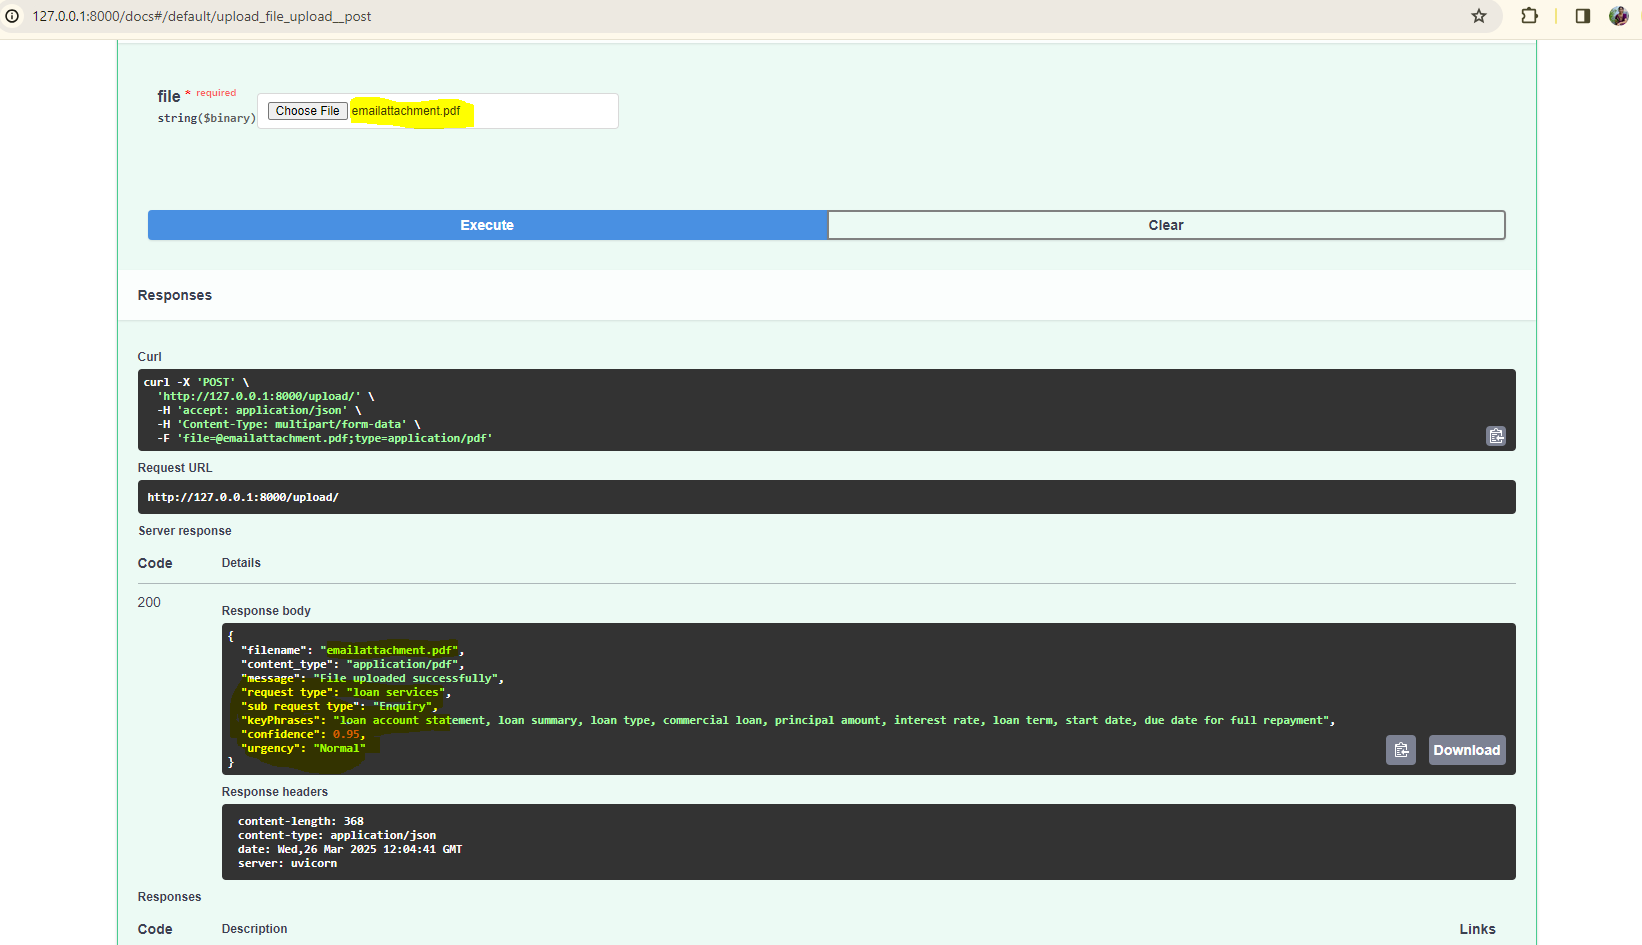 127.0.0.1:8000/docs#/default/upload_file_upload__post
file * required
string($binary)
Choose File emailattachment.pdf
Execute
Clear
Responses
Curl
curl -X 'POST' \
  'http://127.0.0.1:8000/upload/' \
  -H 'accept: application/json' \
  -H 'Content-Type: multipart/form-data' \
  -F 'file=@emailattachment.pdf;type=application/pdf'
Request URL
http://127.0.0.1:8000/upload/
Server response
Code Details
200
Response body
{
  "filename": "emailattachment.pdf",
  "content_type": "application/pdf",
  "message": "File uploaded successfully",
  "request type": "loan services",
  "sub request type": "Enquiry",
  "keyPhrases": "loan account statement, loan summary, loan type, commercial loan, principal amount, interest rate, loan term, start date, due date for full repayment",
  "confidence": 0.95,
  "urgency": "Normal"
}
Download
Response headers
content-length: 368
content-type: application/json
date: Wed,26 Mar 2025 12:04:41 GMT
server: uvicorn
Responses
Code Description Links